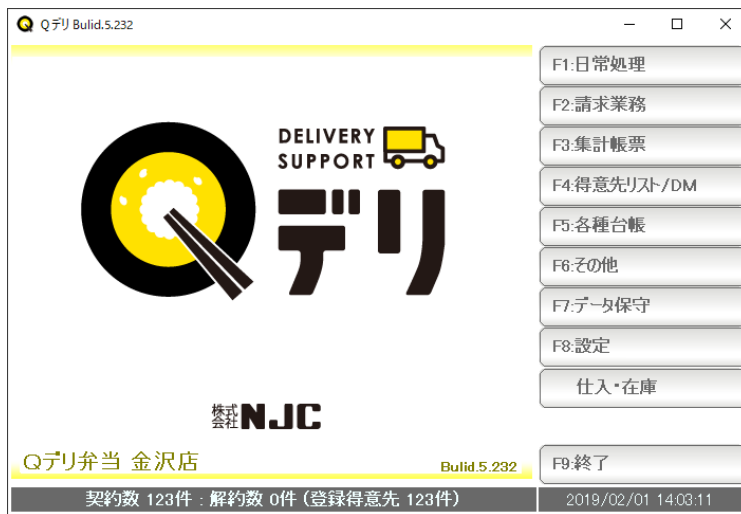 Qデリ Bulid.5.232
DELIVERY
SUPPORT
Qデリ
株式会社NJC
Qデリ弁当 金沢店
Bulid.5.232
契約数 123件 : 解約数 0件 (登録得意先 123件)
F1:日常処理
F2:請求業務
F3:集計帳票
F4:得意先リスト/DM
F5:各種台帳
F6:その他
F7:データ保守
F8:設定
仕入・在庫
F9:終了
2019/02/01 14:03:11